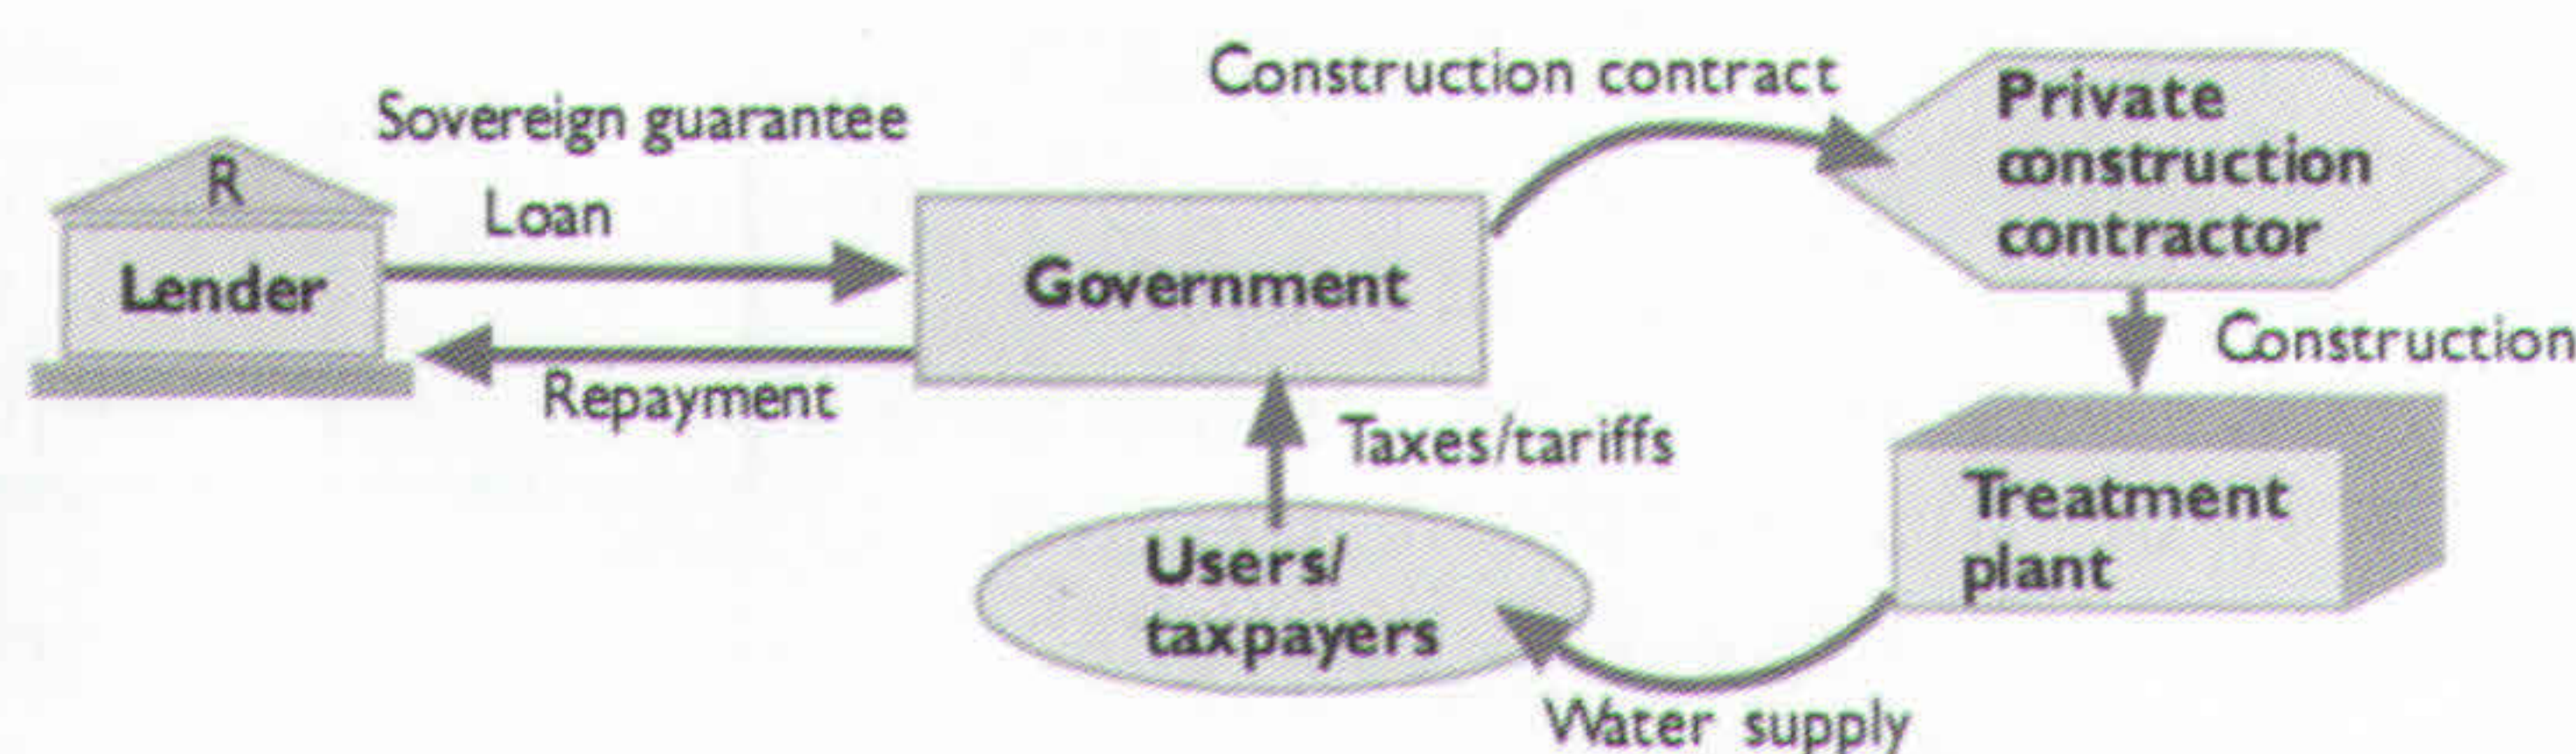 Construction contract
Private
construction
contractor
Sovereign guarantee
R
Loan
Lender
Government
Repayment
Construction
Taxes/tariffs
Treatment
plant
Users/
taxpayers
Water supply